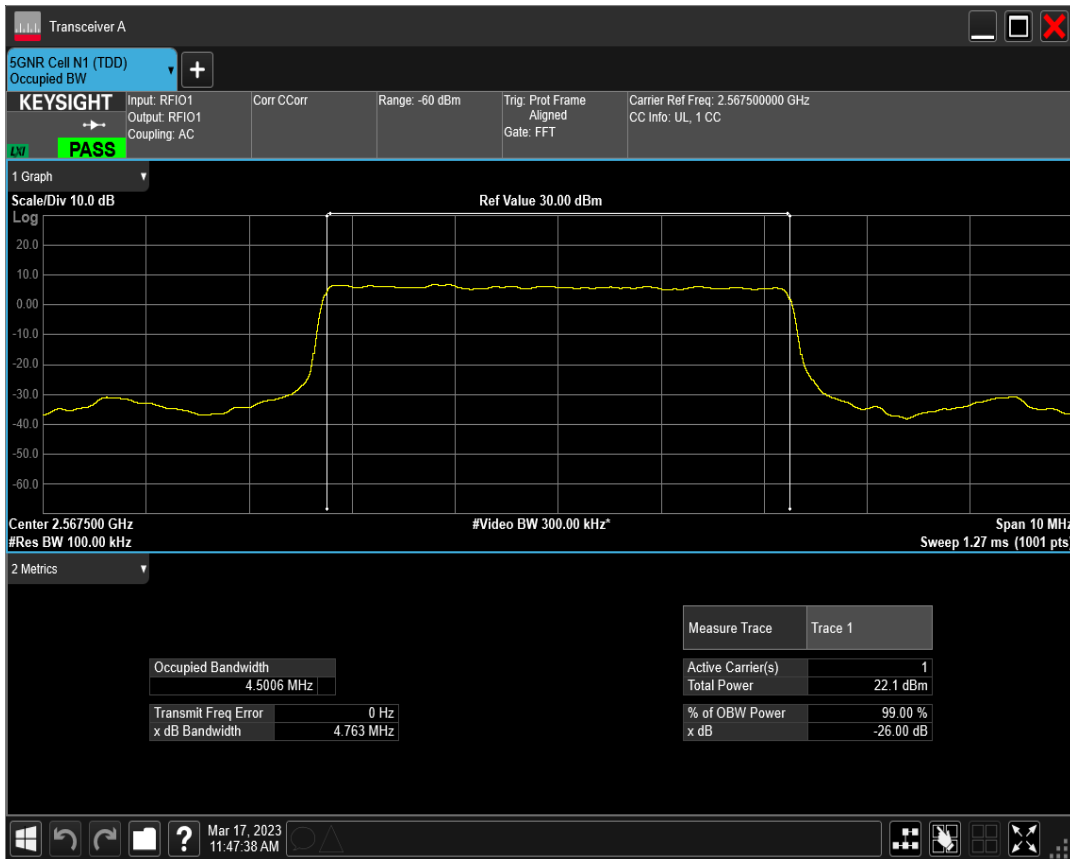 Transceiver A
5GNR Cell N1 (TDD)
Occupied BW
+
KEYSIGHT
LXI
PASS
Input: RFIO1
Output: RFIO1
Coupling: AC
Corr CCorr
Range: -60 dBm
Trig: Prot Frame
Aligned
Gate: FFT
Carrier Ref Freq: 2.567500000 GHz
CC Info: UL, 1 CC
1 Graph
Scale/Div 10.0 dB
Ref Value 30.00 dBm
Log
20.0
10.0
0.00
-10.0
-20.0
-30.0
-40.0
-50.0
-60.0
Center 2.567500 GHz
#Video BW 300.00 kHz*
Span 10 MHz
#Res BW 100.00 kHz
Sweep 1.27 ms (1001 pts)
2 Metrics
Measure Trace Trace 1
Occupied Bandwidth
4.5006 MHz
Active Carrier(s) 1
Total Power 22.1 dBm
Transmit Freq Error 0 Hz
x dB Bandwidth 4.763 MHz
% of OBW Power 99.00 %
x dB -26.00 dB
?
Mar 17, 2023
11:47:38 AM